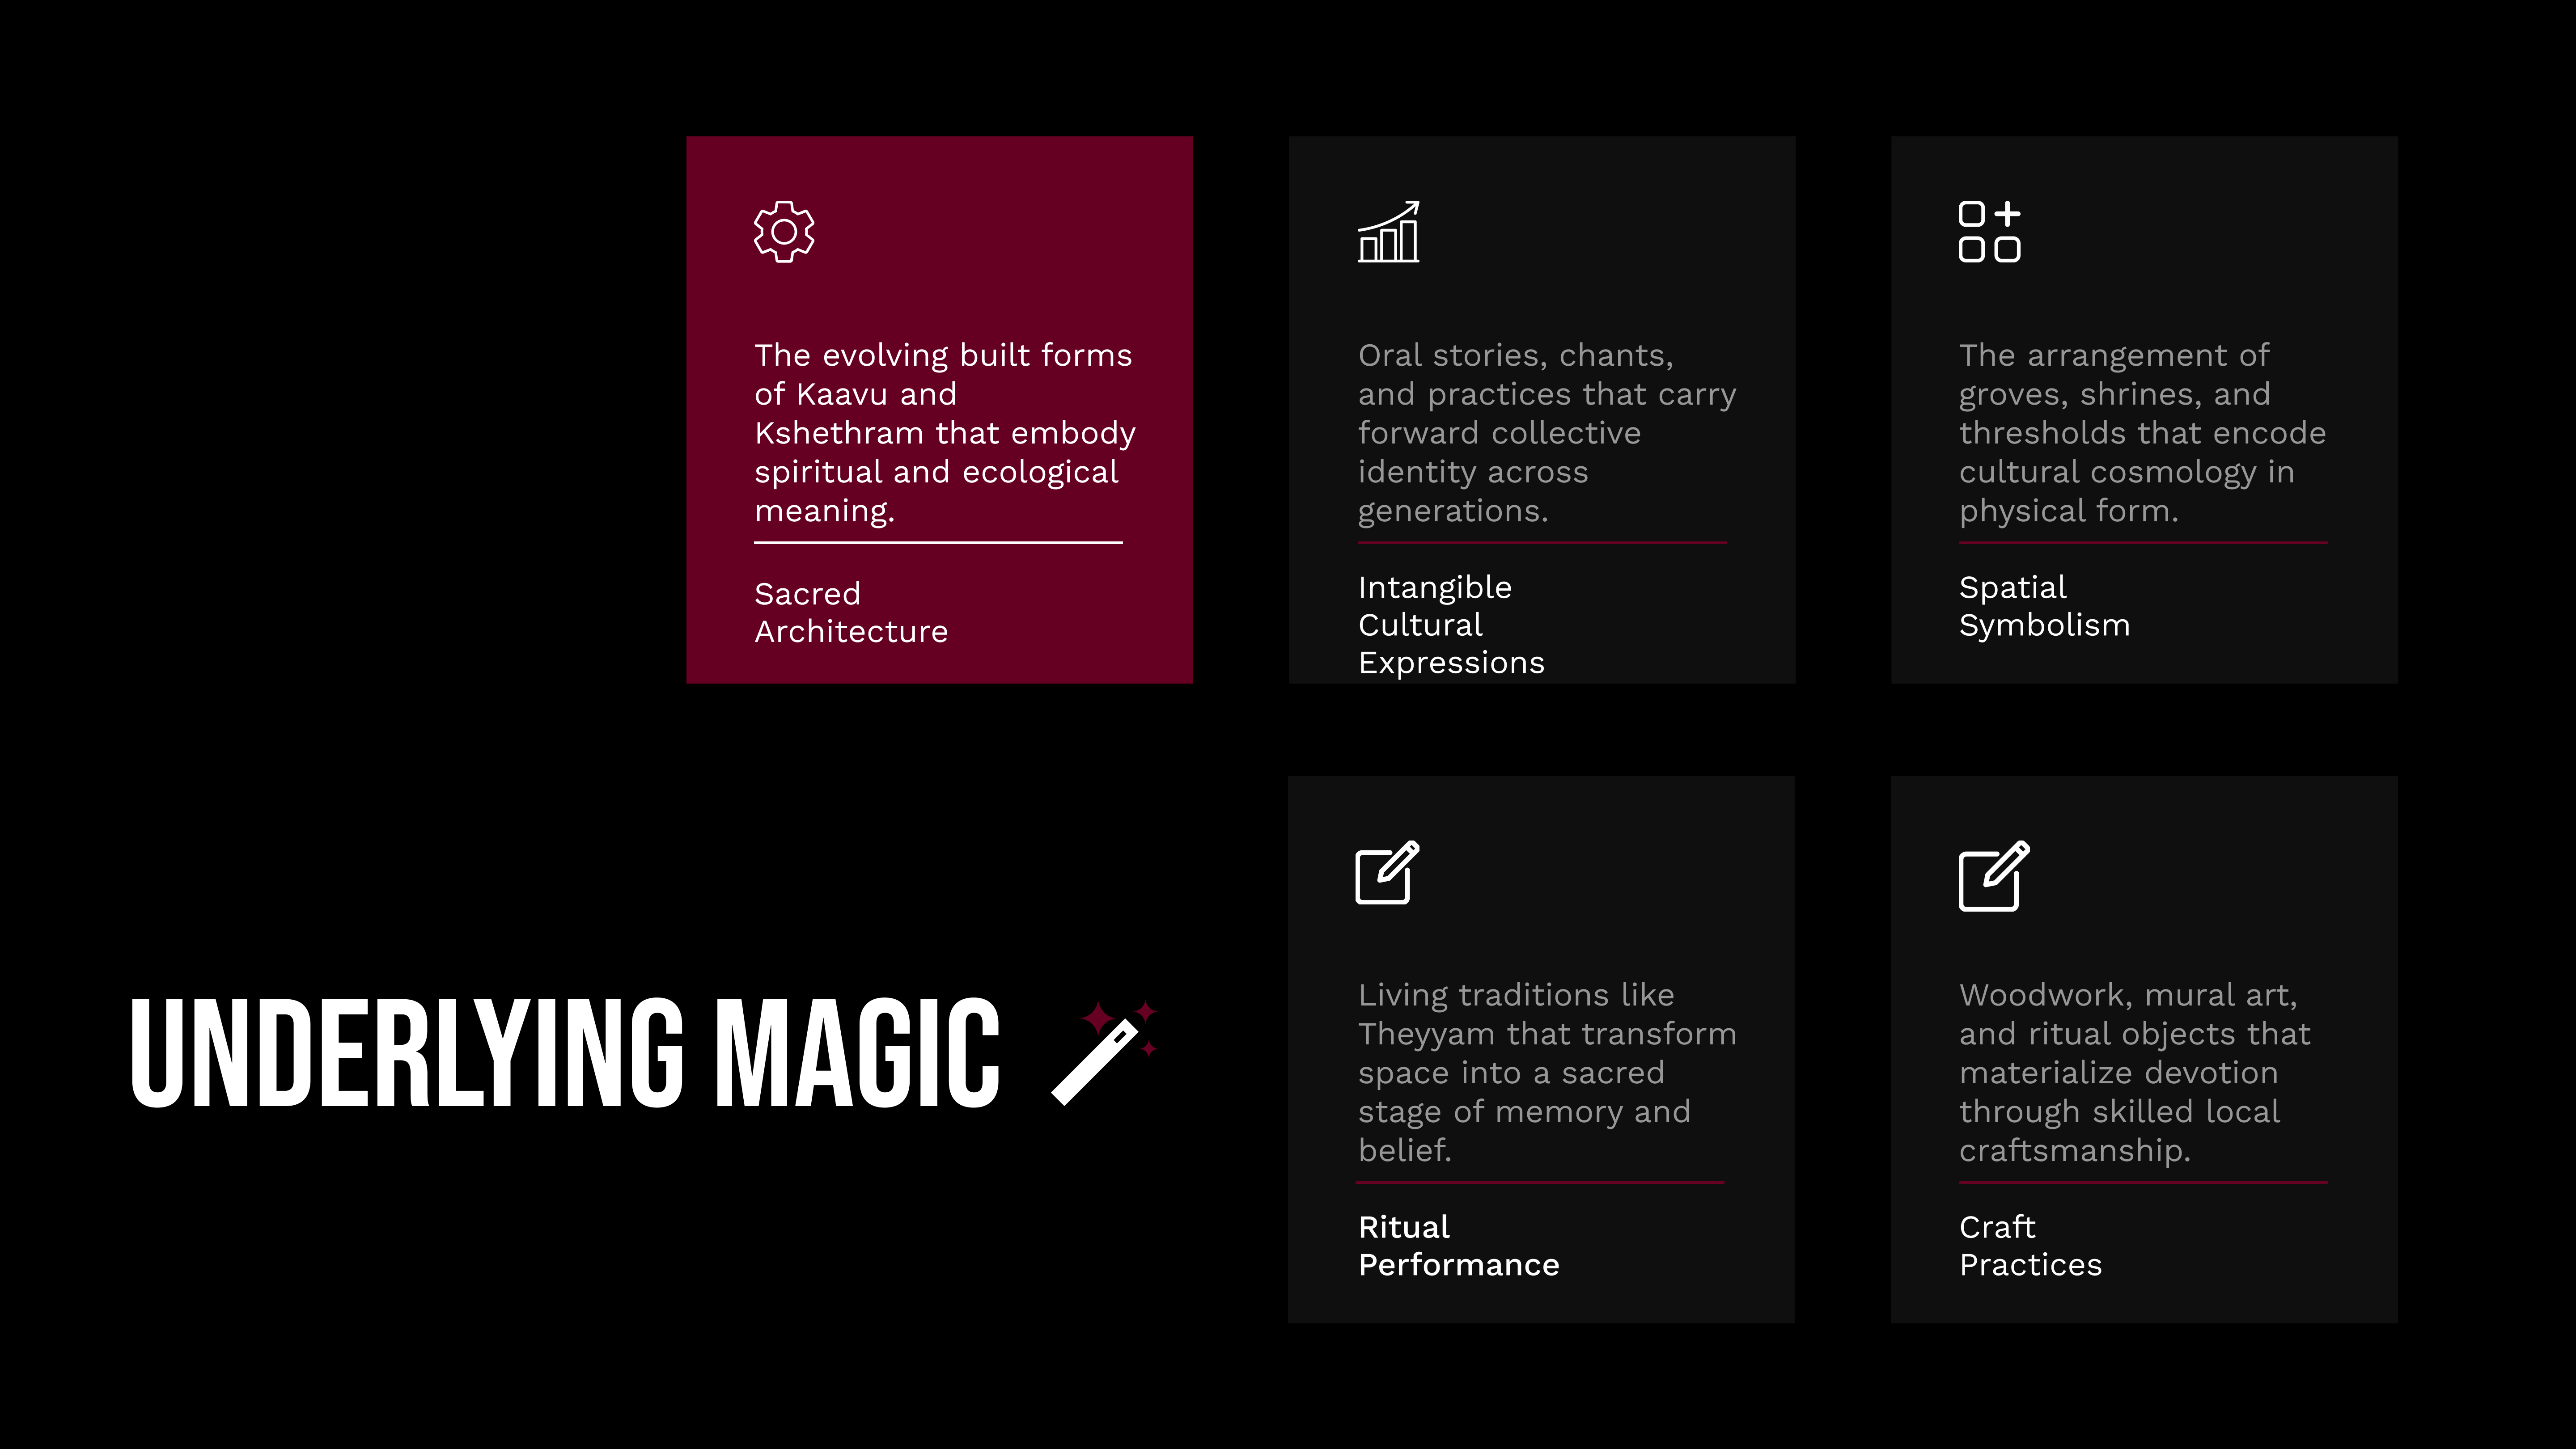 The evolving built forms
of Kaavu and
Kshethram that embody
spiritual and ecological
meaning.
Sacred
Architecture
Oral stories, chants,
and practices that carry
forward collective
identity across
generations.
Intangible
Cultural
Expressions
The arrangement of
groves, shrines, and
thresholds that encode
cultural cosmology in
physical form.
Spatial
Symbolism
UNDERLYING MAGIC
Living traditions like
Theyyam that transform
space into a sacred
stage of memory and
belief.
Ritual
Performance
Woodwork, mural art,
and ritual objects that
materialize devotion
through skilled local
craftsmanship.
Craft
Practices